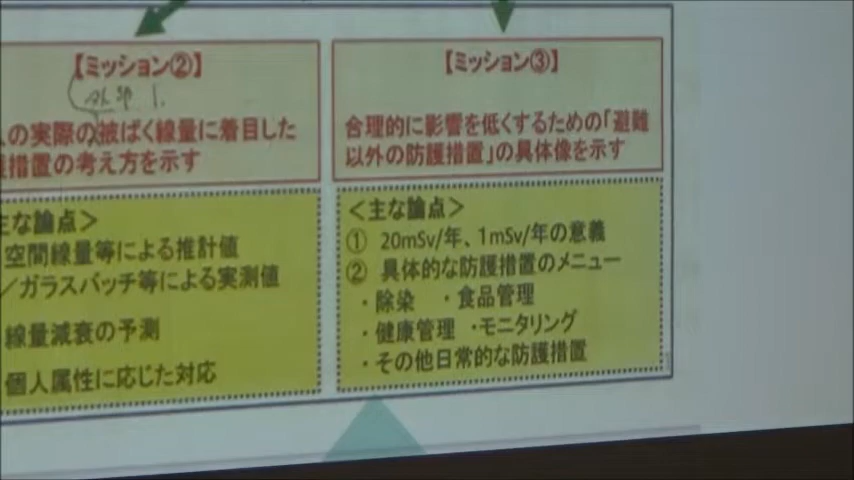 【ミッション②】
外部
の実際の被ばく線量に着目した
措置の考え方を示す
主な論点＞
空間線量等による推計値
／ガラスバッチ等による実測値
線量減衰の予測
個人属性に応じた対応
【ミッション③】
合理的に影響を低くするための「避難
以外の防護措置」の具体像を示す
＜主な論点＞
① 20mSv/年、1mSv/年の意義
② 具体的な防護措置のメニュー
・除染 ・食品管理
・健康管理 ・モニタリング
・その他日常的な防護措置